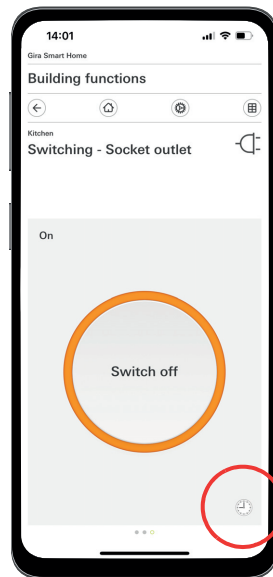 14:01
Gira Smart Home
Building functions
Kitchen
Switching - Socket outlet
On
Switch off